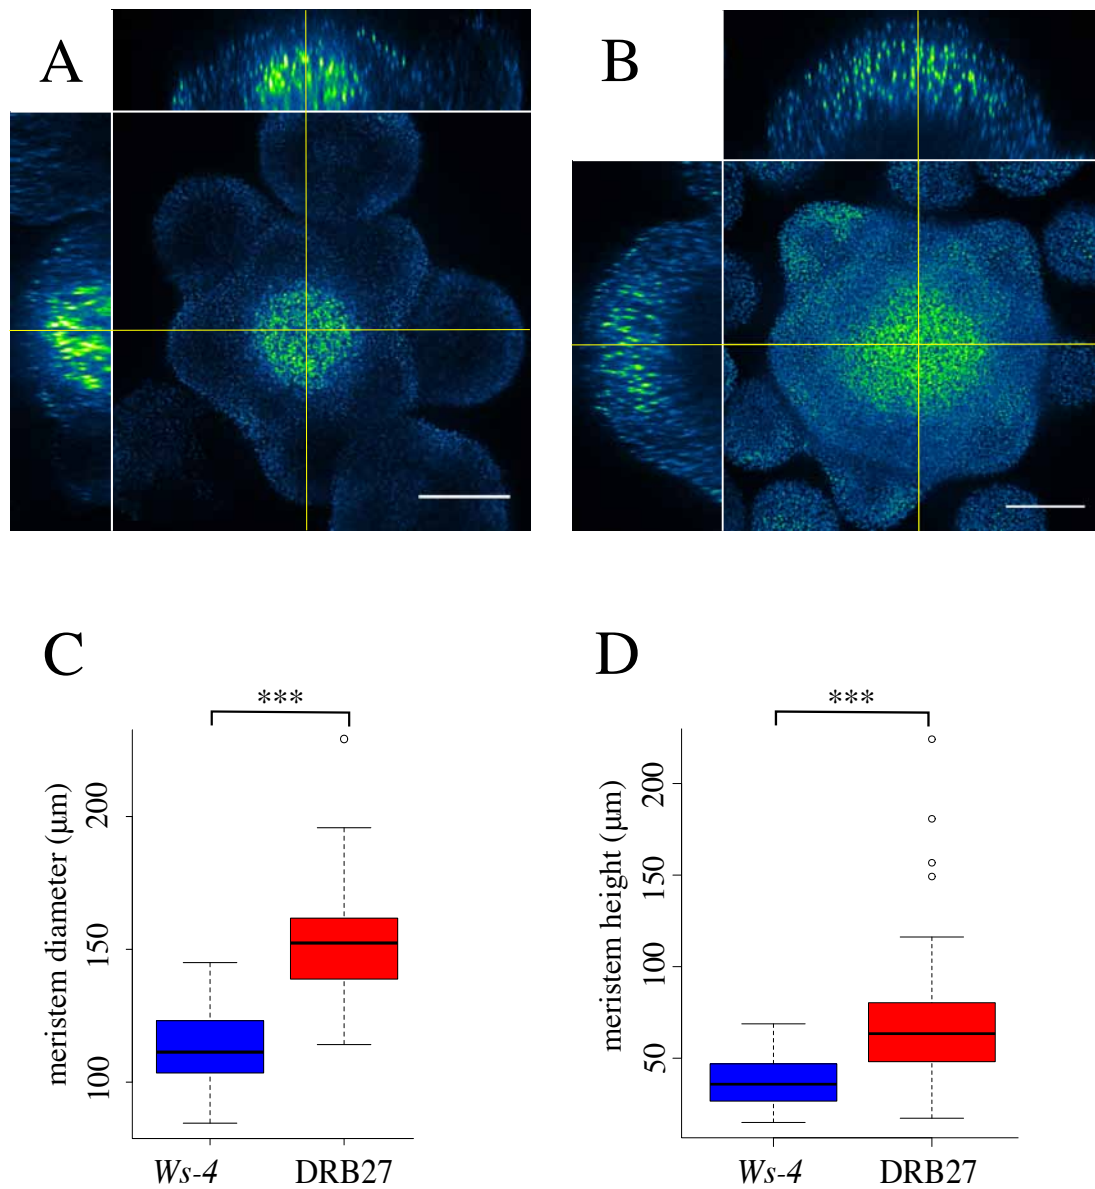 A
B
C
D
***
***
meristem diameter (µm)
200
150
100
Ws-4
DRB27
meristem height (µm)
200
150
100
50
Ws-4
DRB27